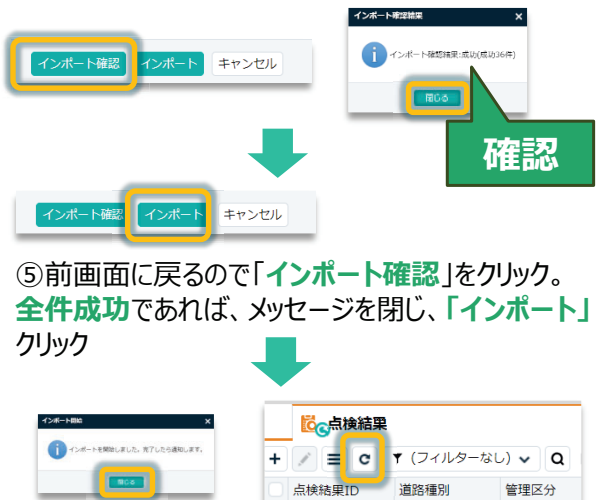 インポート確認結果 ×
インポート確認 インポート キャンセル
インポート確認結果:成功(成功36件)
閉じる
確認
インポート確認 インポート キャンセル
⑤前画面に戻るので「インポート確認」をクリック。
全件成功であれば、メッセージを閉じ、「インポート」
クリック
インポート開始 ×
インポートを開始しました。完了したら通知します。
閉じる
点検結果
(フィルターなし)
点検結果ID 道路種別 管理区分